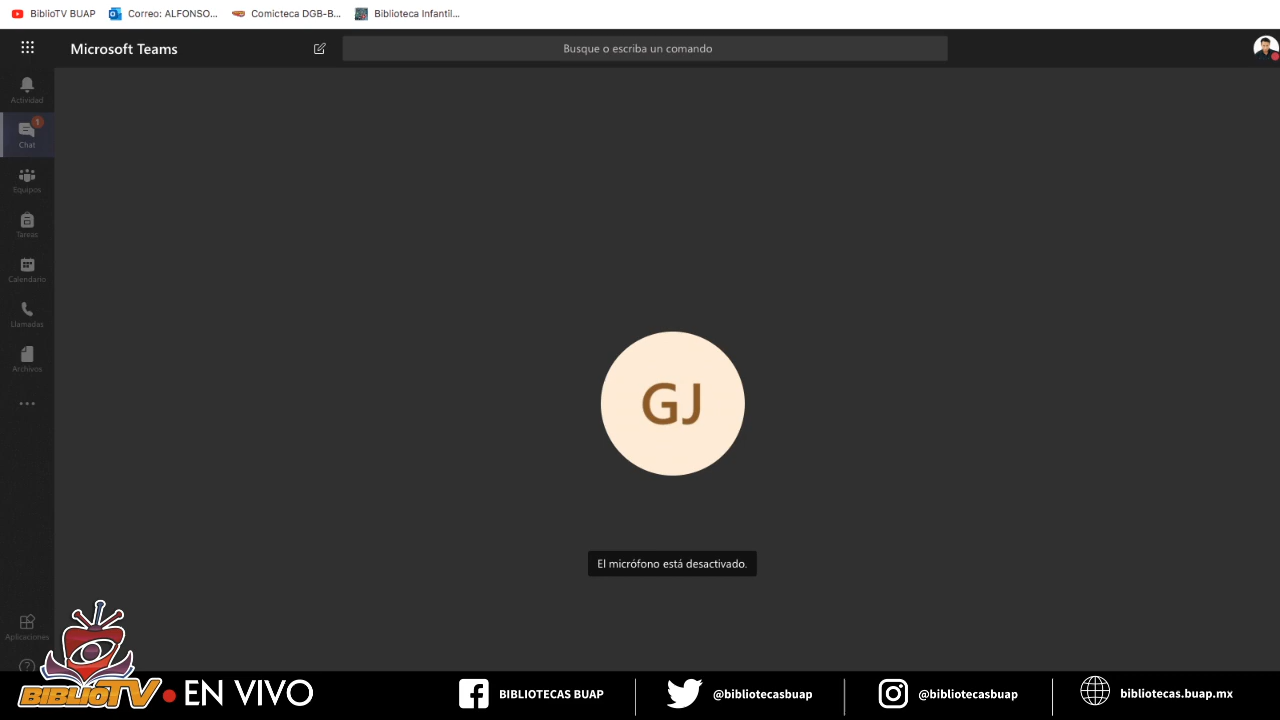 BiblioTV BUAP
Correo: ALFONSO...
Comicteca DGB-B...
Biblioteca Infantil...
Microsoft Teams
Busque o escriba un comando
Actividad
1
Chat
Equipos
Tareas
Calendario
Llamadas
Archivos
GJ
El micrófono está desactivado.
Aplicaciones
BIBLIOTV EN VIVO
BIBLIOTECAS BUAP
@bibliotecasbuap
@bibliotecasbuap
bibliotecas.buap.mx